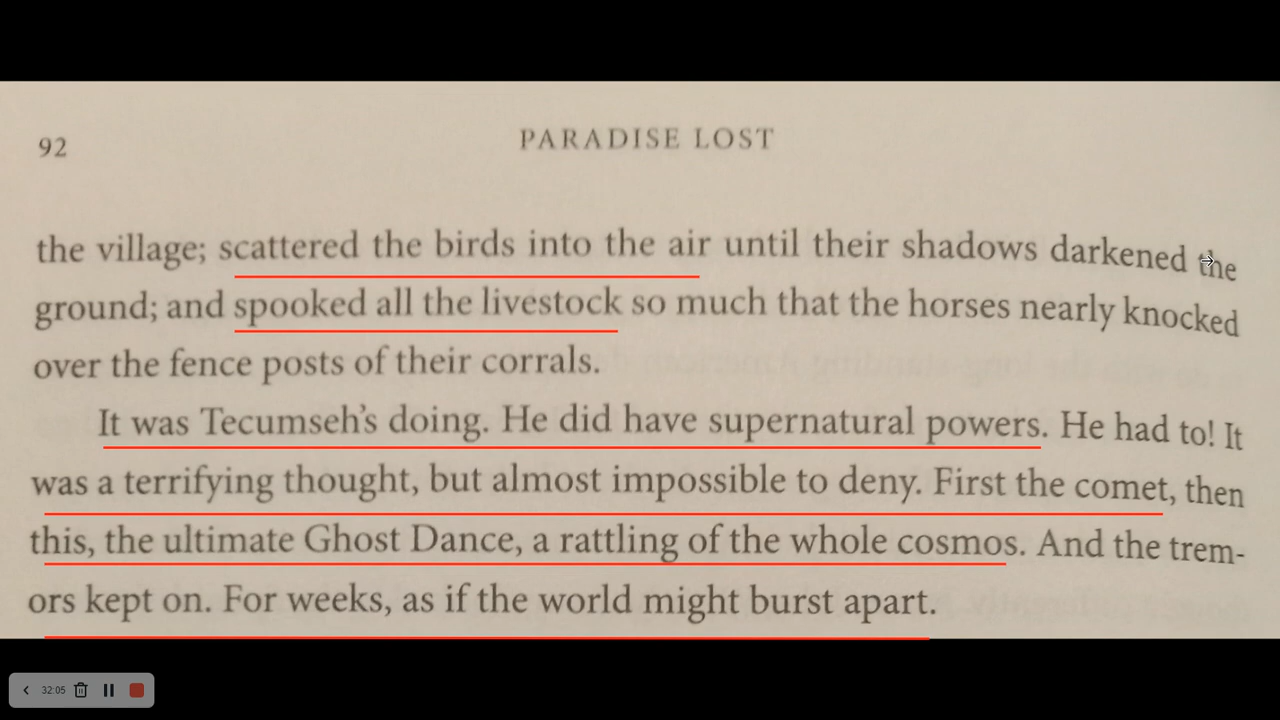 92
PARADISE LOST
the village; scattered the birds into the air until their shadows darkened the
ground; and spooked all the livestock so much that the horses nearly knocked
over the fence posts of their corrals.
It was Tecumseh's doing. He did have supernatural powers. He had to! It
was a terrifying thought, but almost impossible to deny. First the comet, then
this, the ultimate Ghost Dance, a rattling of the whole cosmos. And the trem-
ors kept on. For weeks, as if the world might burst apart.
32:05